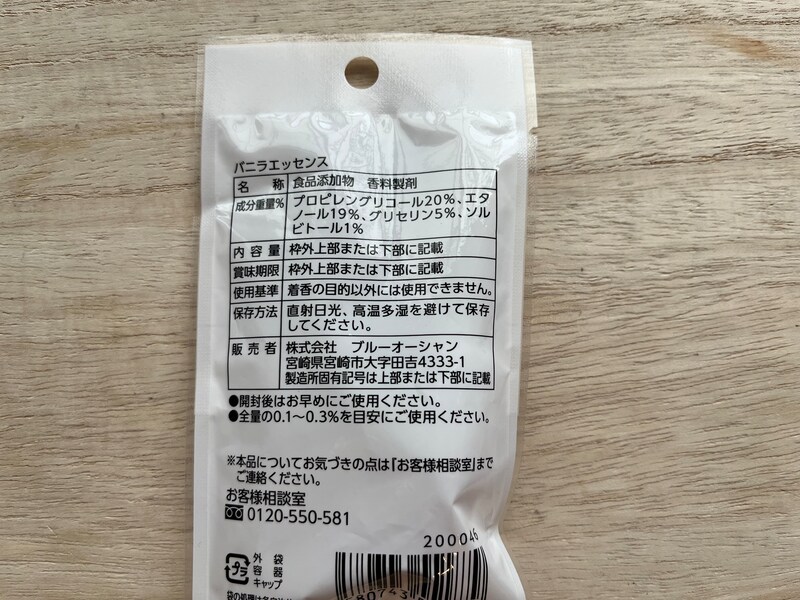 バニラエッセンス
名称 食品添加物 香料製剤
成分重量% プロピレングリコール20%、エタ
ノール19%、グリセリン5%、ソル
ビトール1%
内容量 枠外上部または下部に記載
賞味期限 枠外上部または下部に記載
使用基準 着香の目的以外には使用できません。
保存方法 直射日光、高温多湿を避けて保存
してください。
販売者 株式会社 ブルーオーシャン
宮崎県宮崎市大字田吉4333-1
製造所固有記号は上部または下部に記載
●開封後はお早めにご使用ください。
●全量の0.1〜0.3%を目安にご使用ください。
※本品についてお気づきの点は「お客様相談室」まで
ご連絡ください。
お客様相談室
0120-550-581
200046
プラ
外袋
容器
キャップ